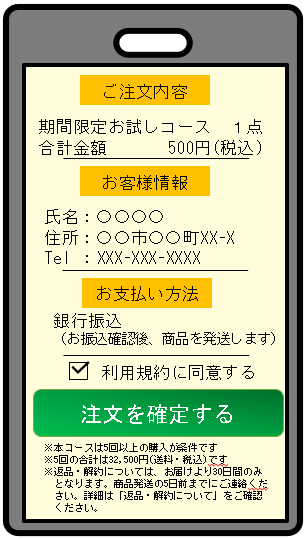 ご注文内容
期間限定お試しコース　１点
合計金額　500円(税込)
お客様情報
氏名：〇〇〇〇
住所：〇〇市〇〇町XX-X
Tel ：XXX-XXX-XXXX
お支払い方法
銀行振込
(お振込確認後、商品を発送します)
利用規約に同意する
注文を確定する
※本コースは5回以上の購入が条件です
※5回の合計は32,500円(送料・税込)です
※返品・解約については、お届けより30日間のみ
となります。商品発送の5日前までにご連絡くだ
さい。詳細は「返品・解約について」をご確認
ください。